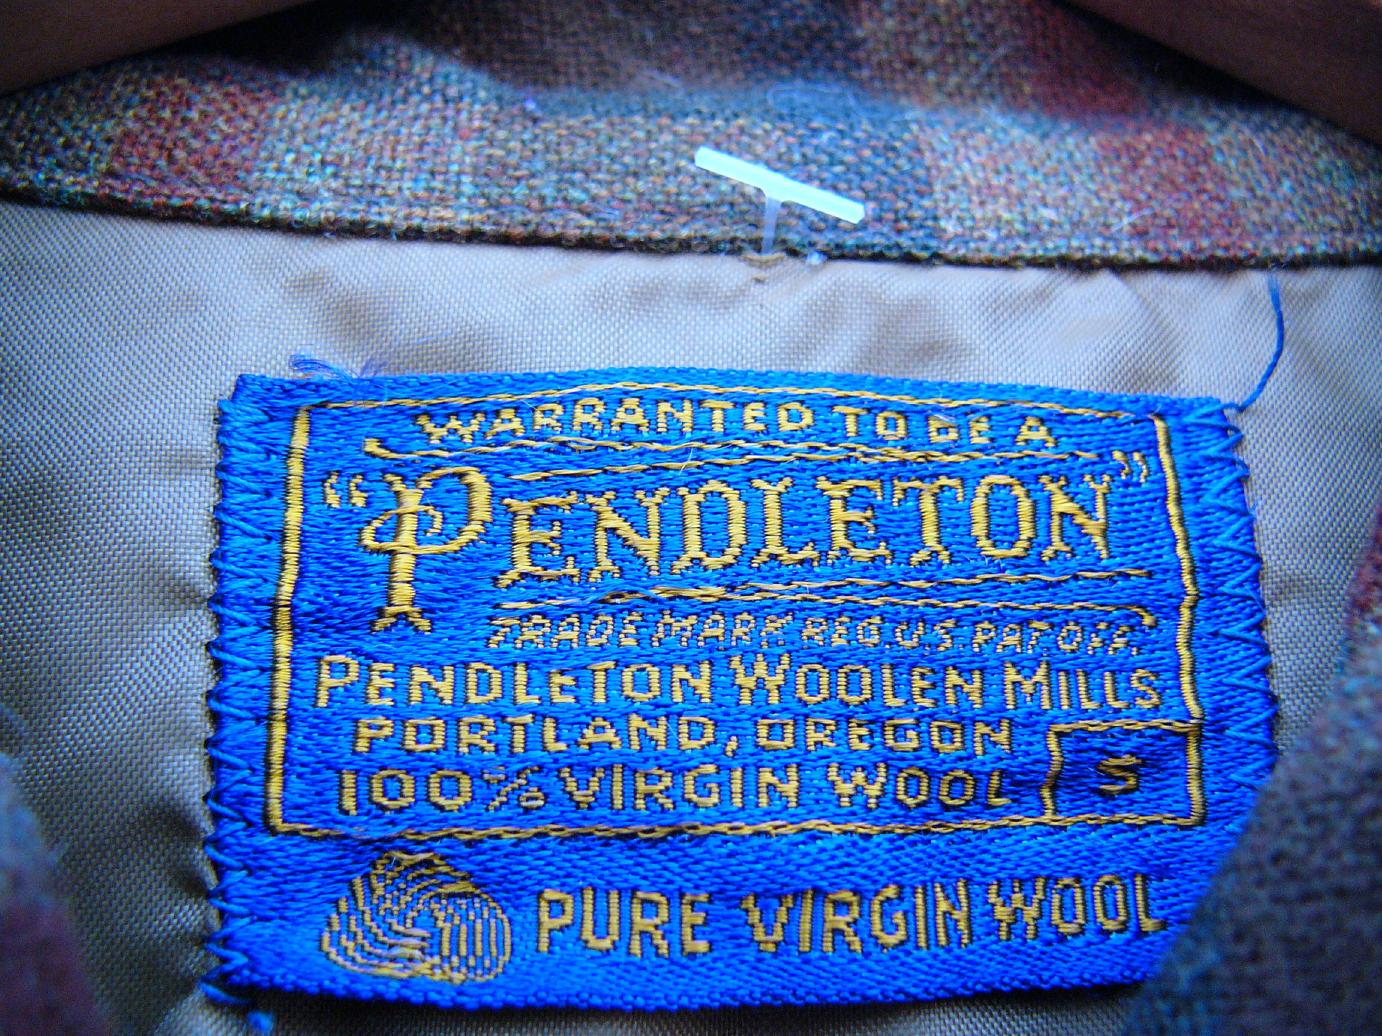 WARRANTED TO BE A
"PENDLETON"
TRADE MARK REG. U.S. PAT. OFF.
PENDLETON WOOLEN MILLS
PORTLAND, OREGON
100% VIRGIN WOOL
S
PURE VIRGIN WOOL